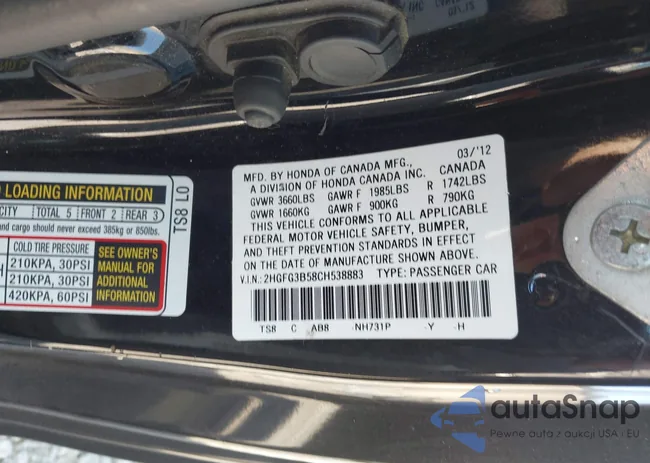 03/'12
MFD. BY HONDA OF CANADA MFG.,
A DIVISION OF HONDA CANADA INC. CANADA
GVWR 3660LBS GAWR F 1985LBS R 1742LBS
GVWR 1660KG GAWR F 900KG R 790KG
THIS VEHICLE CONFORMS TO ALL APPLICABLE
FEDERAL MOTOR VEHICLE SAFETY, BUMPER,
AND THEFT PREVENTION STANDARDS IN EFFECT
ON THE DATE OF MANUFACTURE SHOWN ABOVE.
V.I.N.: 2HGFG3B58CH538883 TYPE: PASSENGER CAR
TS8 C AB8 NH731P Y H
LOADING INFORMATION
CITY TOTAL 5 FRONT 2 REAR 3
and cargo should never exceed 385kg or 850lbs.
COLD TIRE PRESSURE
210KPA, 30PSI
210KPA, 30PSI
420KPA, 60PSI
SEE OWNER'S
MANUAL FOR
ADDITIONAL
INFORMATION
TS8 L0
autaSnap
Pewne auta z aukcji USA i EU